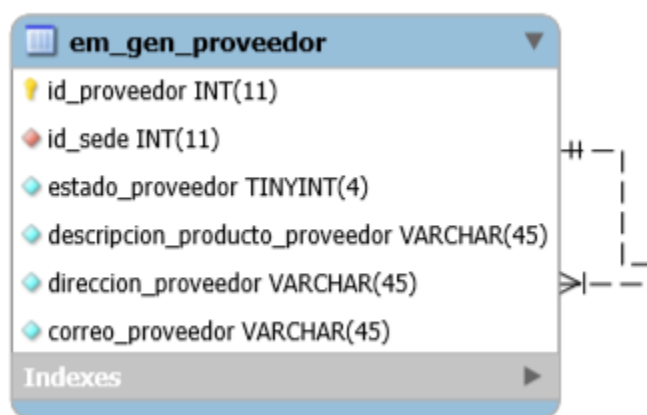 em_gen_proveedor
id_proveedor INT(11)
id_sede INT(11)
estado_proveedor TINYINT(4)
descripcion_producto_proveedor VARCHAR(45)
direccion_proveedor VARCHAR(45)
correo_proveedor VARCHAR(45)
Indexes